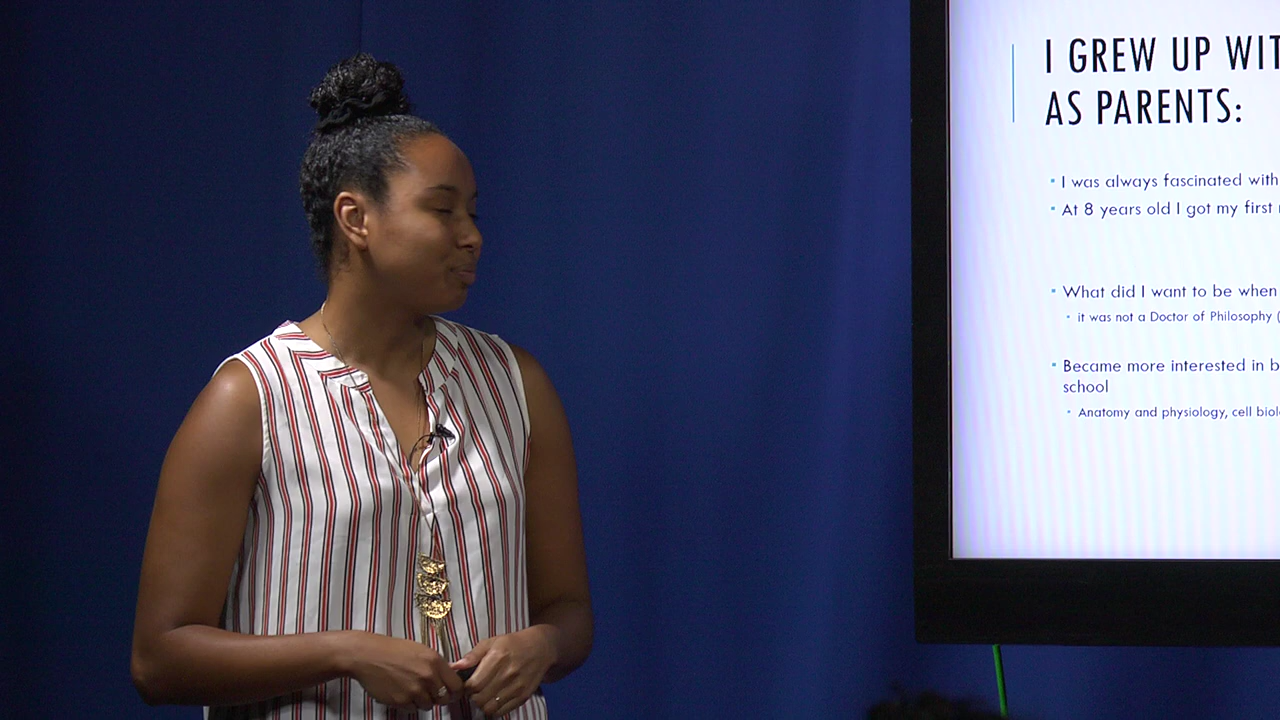 I GREW UP WIT
AS PARENTS:
I was always fascinated with
At 8 years old I got my first
What did I want to be when
it was not a Doctor of Philosophy (
Became more interested in b
school
Anatomy and physiology, cell biol